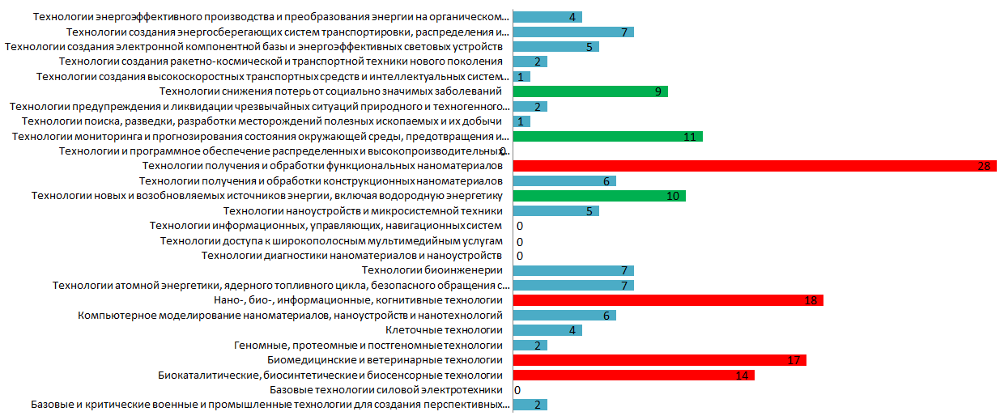 Технологии энергоэффективного производства и преобразования энергии на органическом... 4
Технологии создания энергосберегающих систем транспортировки, распределения и... 7
Технологии создания электронной компонентной базы и энергоэффективных световых устройств 5
Технологии создания ракетно-космической и транспортной техники нового поколения 2
Технологии создания высокоскоростных транспортных средств и интеллектуальных систем... 1
Технологии снижения потерь от социально значимых заболеваний 9
Технологии предупреждения и ликвидации чрезвычайных ситуаций природного и техногенного... 2
Технологии поиска, разведки, разработки месторождений полезных ископаемых и их добычи 1
Технологии мониторинга и прогнозирования состояния окружающей среды, предотвращения и... 11
Технологии и программное обеспечение распределенных и высокопроизводительных... 0
Технологии получения и обработки функциональных наноматериалов 28
Технологии получения и обработки конструкционных наноматериалов 6
Технологии новых и возобновляемых источников энергии, включая водородную энергетику 10
Технологии наноустройств и микросистемной техники 5
Технологии информационных, управляющих, навигационных систем 0
Технологии доступа к широкополосным мультимедийным услугам 0
Технологии диагностики наноматериалов и наноустройств 0
Технологии биоинженерии 7
Технологии атомной энергетики, ядерного топливного цикла, безопасного обращения с... 7
Нано-, био-, информационные, когнитивные технологии 18
Компьютерное моделирование наноматериалов, наноустройств и нанотехнологий 6
Клеточные технологии 4
Геномные, протеомные и постгеномные технологии 2
Биомедицинские и ветеринарные технологии 17
Биокаталитические, биосинтетические и биосенсорные технологии 14
Базовые технологии силовой электротехники 0
Базовые и критические военные и промышленные технологии для создания перспективных... 2